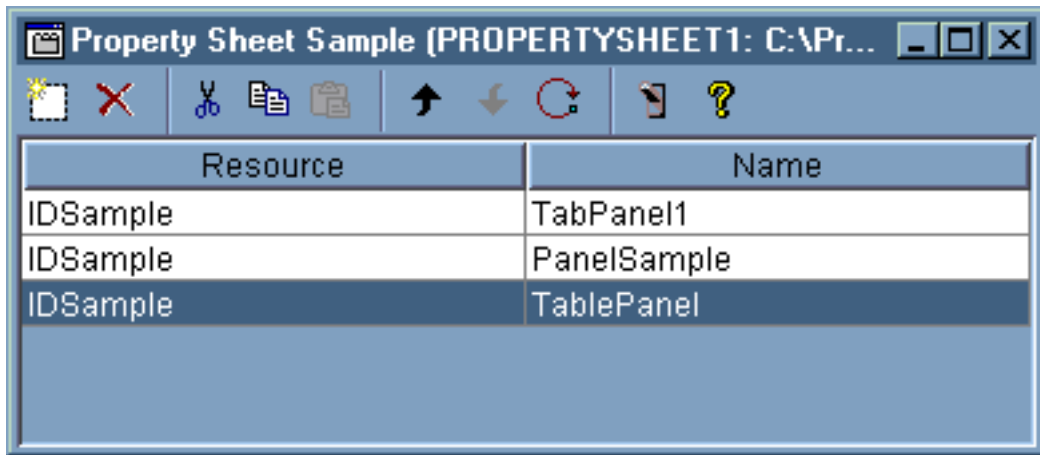 Property Sheet Sample (PROPERTYSHEET1: C:\Pr...
Resource Name
IDSample TabPanel1
IDSample PanelSample
IDSample TablePanel